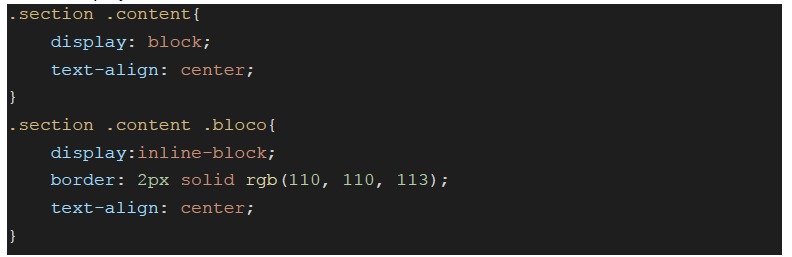 .section .content{
    display: block;
    text-align: center;
}
.section .content .bloco{
    display:inline-block;
    border: 2px solid rgb(110, 110, 113);
    text-align: center;
}